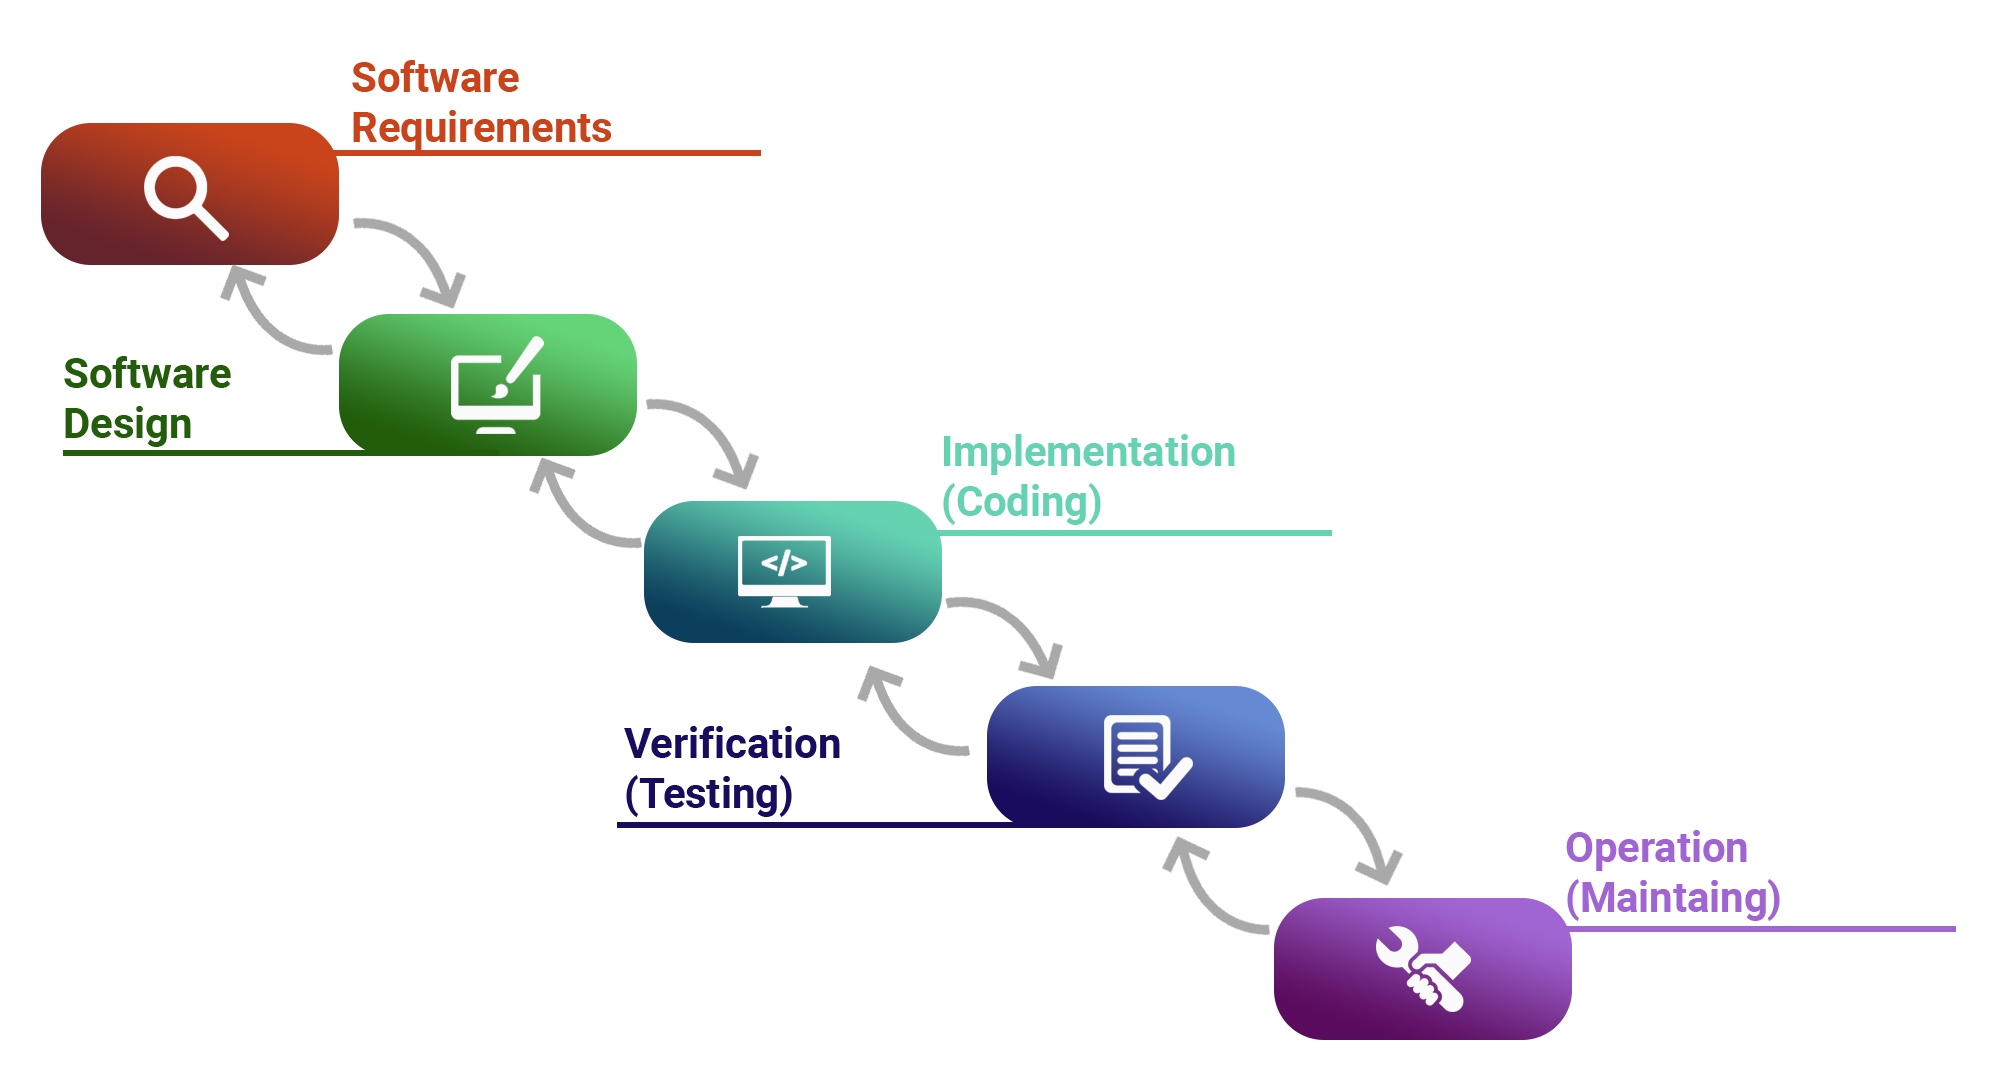 Software
Requirements
Software
Design
Implementation
(Coding)
</>
Verification
(Testing)
Operation
(Maintaing)